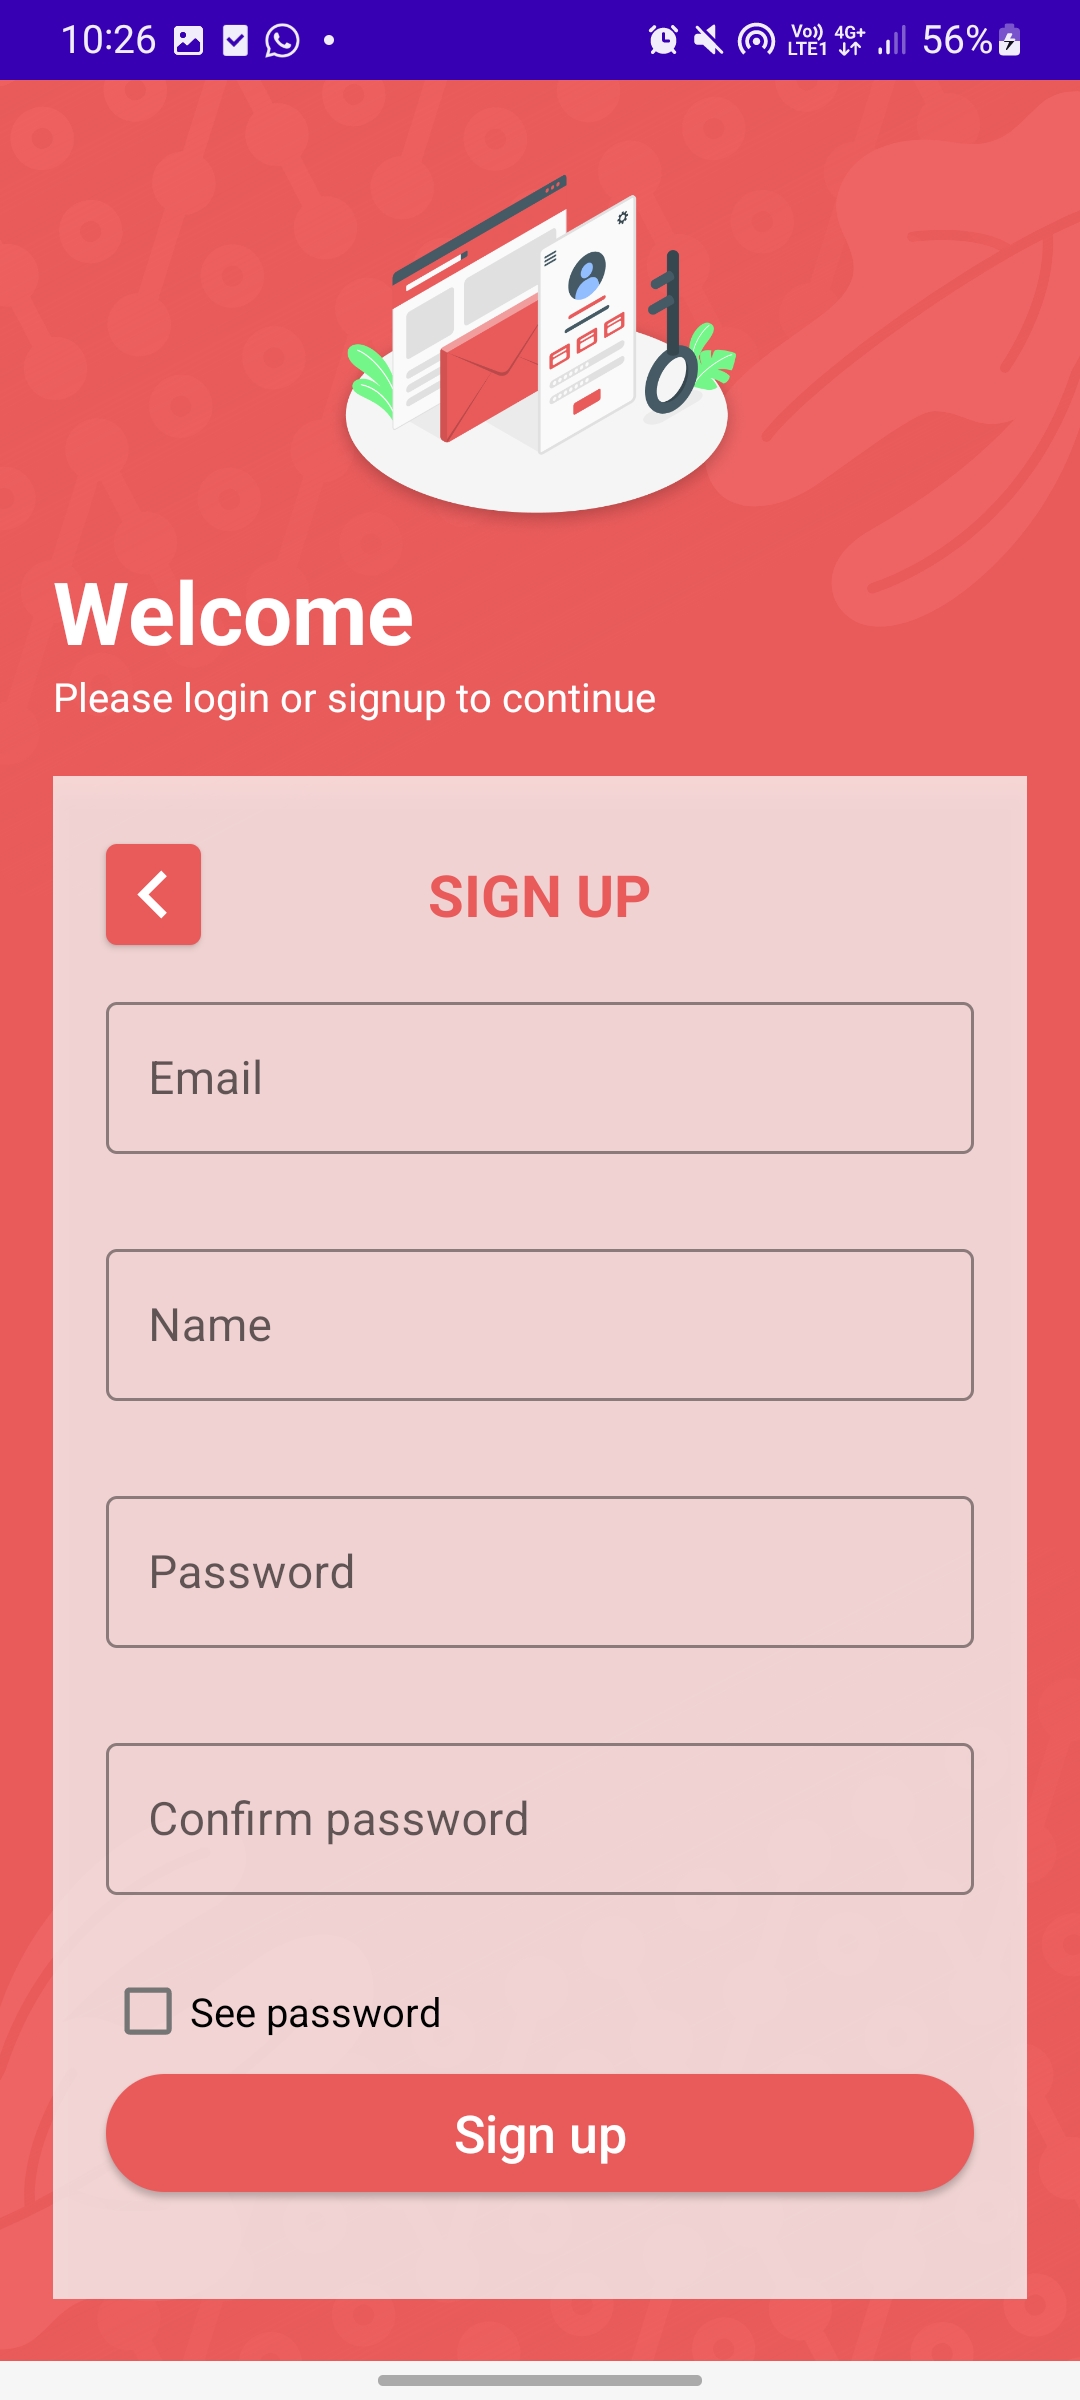 10:26 Vo)) LTE1 4G+ 56%
Welcome
Please login or signup to continue
SIGN UP
Email
Name
Password
Confirm password
See password
Sign up